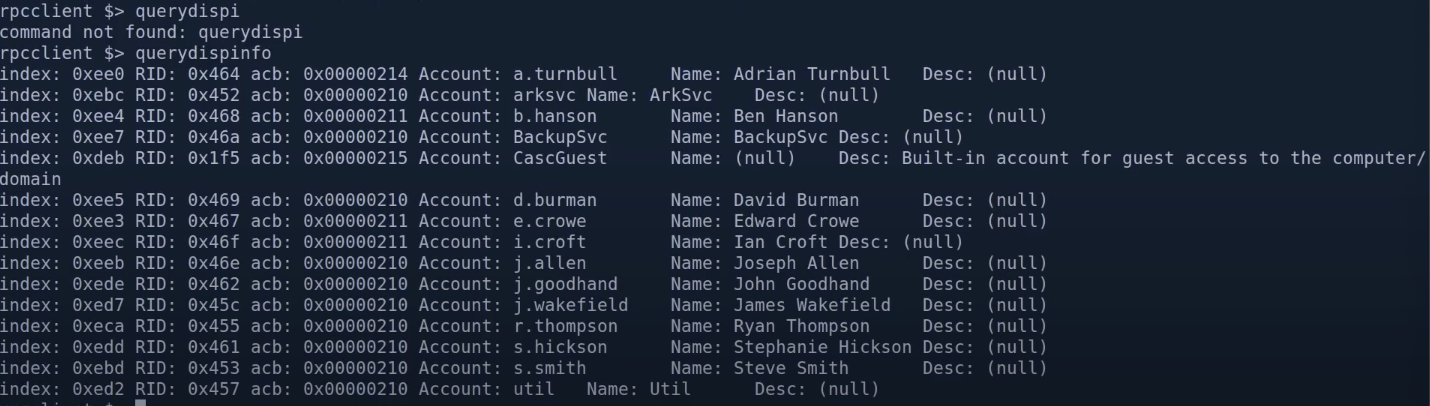 rpcclient $> querydispi
command not found: querydispi
rpcclient $> querydispinfo
index: 0xee0 RID: 0x464 acb: 0x00000214 Account: a.turnbull     Name: Adrian Turnbull   Desc: (null)
index: 0xebc RID: 0x452 acb: 0x00000210 Account: arksvc Name: ArkSvc    Desc: (null)
index: 0xee4 RID: 0x468 acb: 0x00000211 Account: b.hanson       Name: Ben Hanson        Desc: (null)
index: 0xee7 RID: 0x46a acb: 0x00000210 Account: BackupSvc      Name: BackupSvc Desc: (null)
index: 0xdeb RID: 0x1f5 acb: 0x00000215 Account: CascGuest      Name: (null)    Desc: Built-in account for guest access to the computer/
domain
index: 0xee5 RID: 0x469 acb: 0x00000210 Account: d.burman       Name: David Burman      Desc: (null)
index: 0xee3 RID: 0x467 acb: 0x00000211 Account: e.crowe        Name: Edward Crowe      Desc: (null)
index: 0xeec RID: 0x46f acb: 0x00000211 Account: i.croft        Name: Ian Croft Desc: (null)
index: 0xeeb RID: 0x46e acb: 0x00000210 Account: j.allen        Name: Joseph Allen      Desc: (null)
index: 0xede RID: 0x462 acb: 0x00000210 Account: j.goodhand     Name: John Goodhand     Desc: (null)
index: 0xed7 RID: 0x45c acb: 0x00000210 Account: j.wakefield    Name: James Wakefield   Desc: (null)
index: 0xeca RID: 0x455 acb: 0x00000210 Account: r.thompson     Name: Ryan Thompson     Desc: (null)
index: 0xedd RID: 0x461 acb: 0x00000210 Account: s.hickson      Name: Stephanie Hickson Desc: (null)
index: 0xebd RID: 0x453 acb: 0x00000210 Account: s.smith        Name: Steve Smith       Desc: (null)
index: 0xed2 RID: 0x457 acb: 0x00000210 Account: util   Name: Util      Desc: (null)